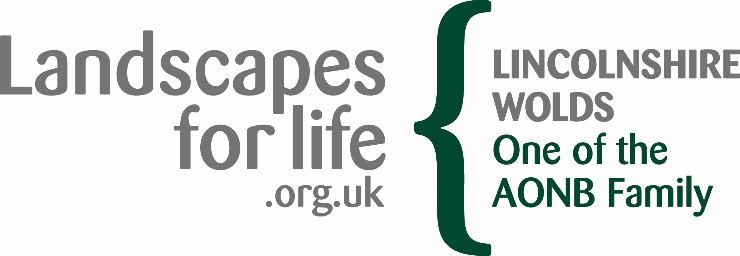 Landscapes
for life
.org.uk
LINCOLNSHIRE
WOLDS
One of the
AONB Family